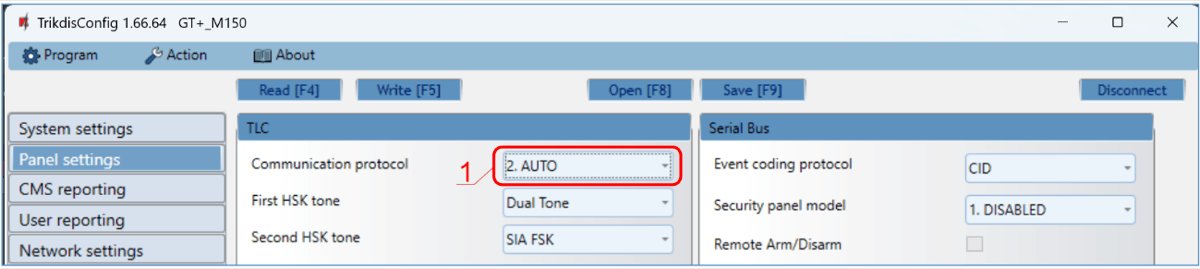 TrikdisConfig 1.66.64 GT+_M150
Program Action About
Read [F4] Write [F5] Open [F8] Save [F9] Disconnect
System settings
Panel settings
CMS reporting
User reporting
Network settings
TLC
Communication protocol 2. AUTO
1
First HSK tone Dual Tone
Second HSK tone SIA FSK
Serial Bus
Event coding protocol CID
Security panel model 1. DISABLED
Remote Arm/Disarm